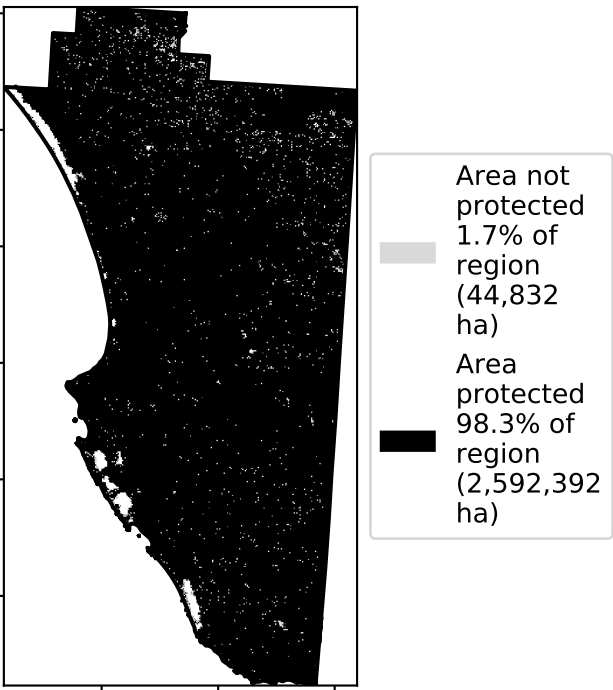 Area not
protected
1.7% of
region
(44,832
ha)
Area
protected
98.3% of
region
(2,592,392
ha)